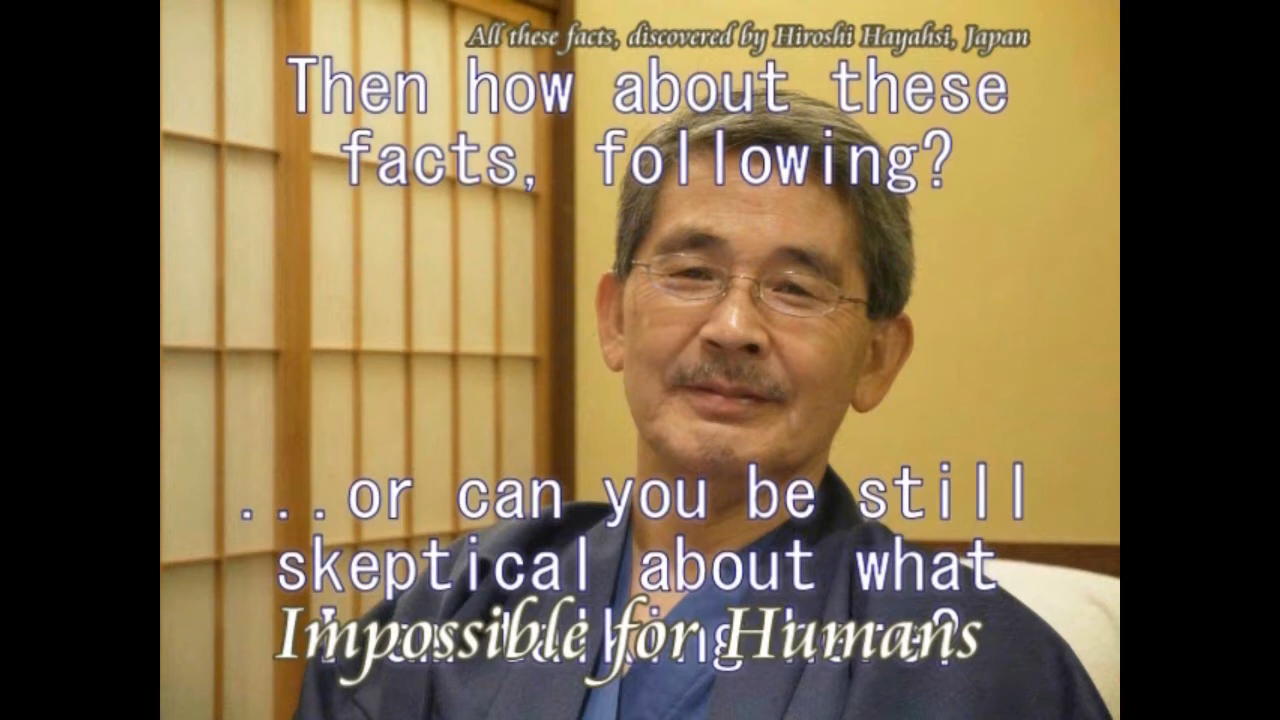 All these facts, discovered by Hiroshi Hayahsi, Japan
Then how about these
facts, following?
...or can you be still
skeptical about what
Impossible for Humans